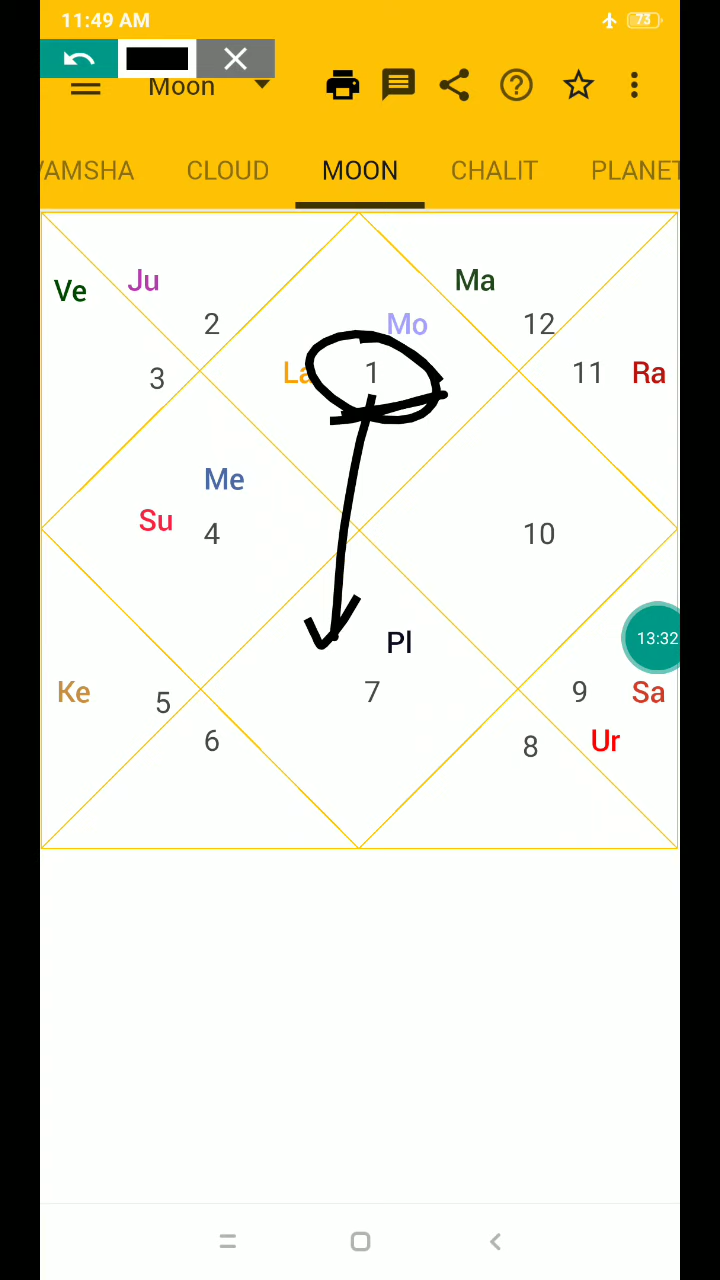 11:49 AM 73
Moon
VAMSHA CLOUD MOON CHALIT PLANET
Ve Ju Ma
2 Mo 12
3 La 1 11 Ra
Me
Su 4 10
13:32
Pl
Ke 5 7 9 Sa
6 8 Ur